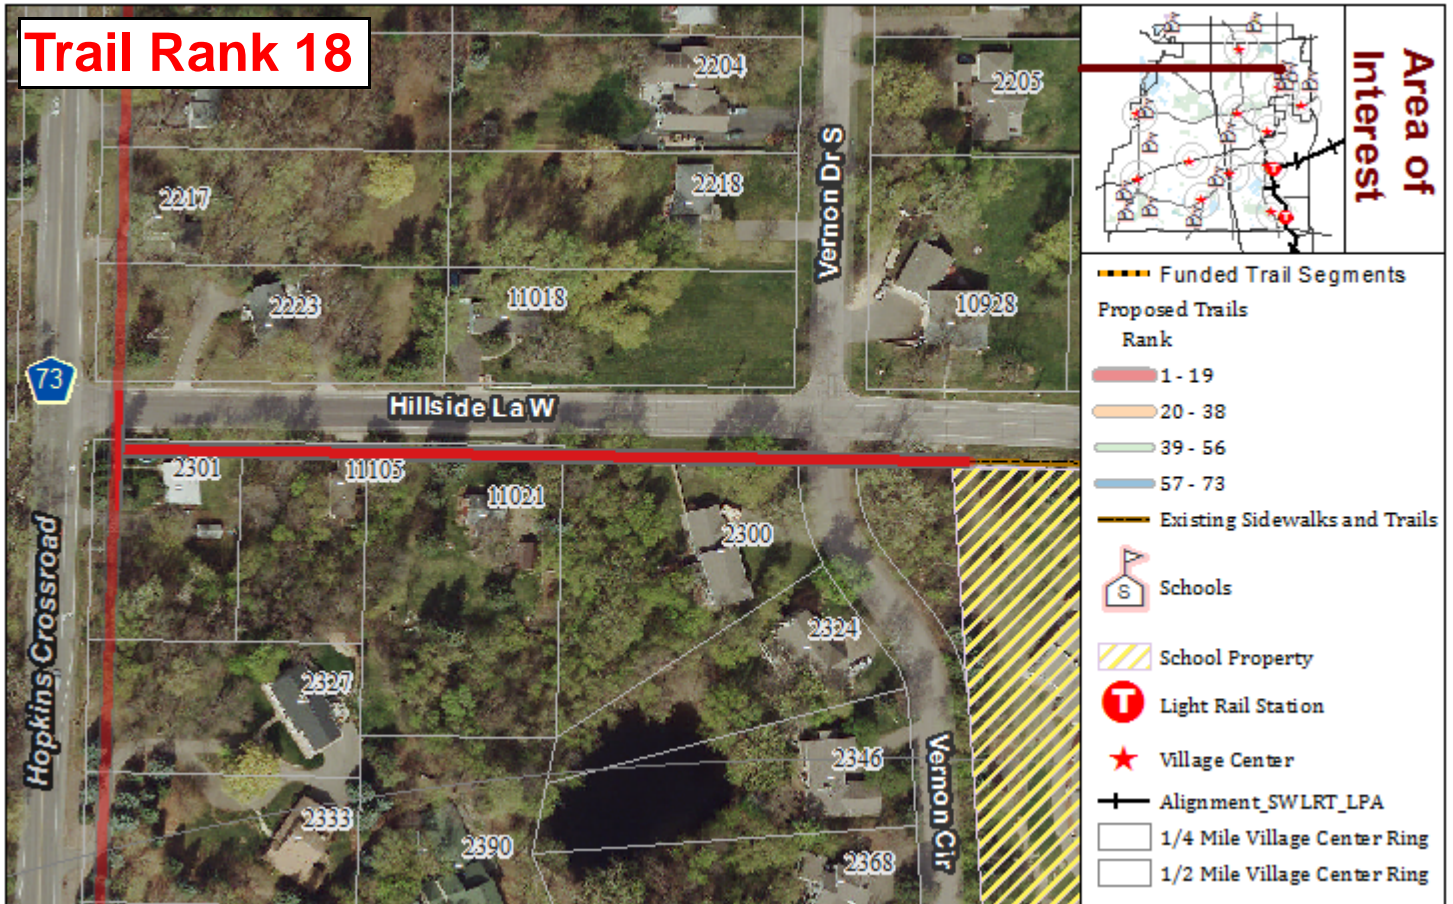 Trail Rank 18
2204
2205
Vernon Dr S
2217
2218
2223
11018
10928
73
Hillside La W
2301
11105
11021
2300
Hopkins Crossroad
2324
2327
2346
Vernon Cir
2333
2390
2368
Area of
Interest
Funded Trail Segments
Proposed Trails
Rank
1 - 19
20 - 38
39 - 56
57 - 73
Existing Sidewalks and Trails
S
Schools
School Property
T
Light Rail Station
Village Center
Alignment_SWLRT_LPA
1/4 Mile Village Center Ring
1/2 Mile Village Center Ring